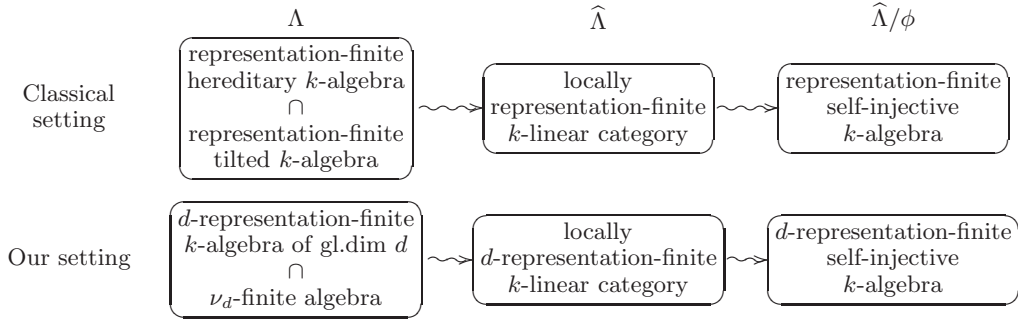 Λ
Λ̂
Λ̂/ϕ
Classical
setting
representation-finite
hereditary k-algebra
∩
representation-finite
tilted k-algebra
locally
representation-finite
k-linear category
representation-finite
self-injective
k-algebra
Our setting
d-representation-finite
k-algebra of gl.dim d
∩
ν_d-finite algebra
locally
d-representation-finite
k-linear category
d-representation-finite
self-injective
k-algebra